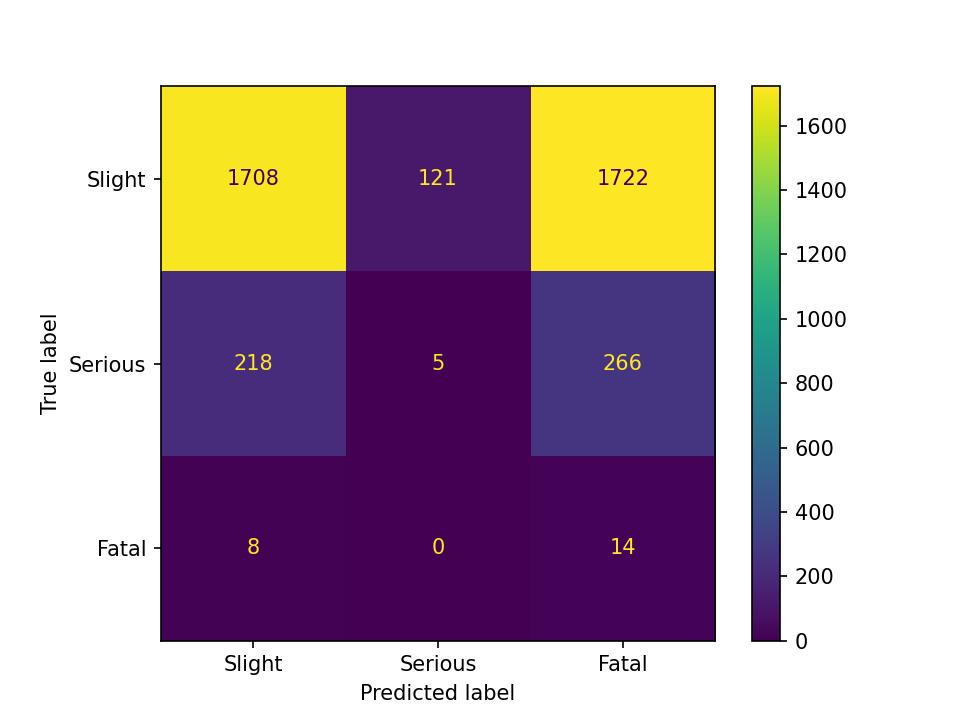 1600
Slight 1708 121 1722
1400
1200
1000
True label
Serious 218 5 266
800
600
400
Fatal 8 0 14
200
0
Slight Serious Fatal
Predicted label